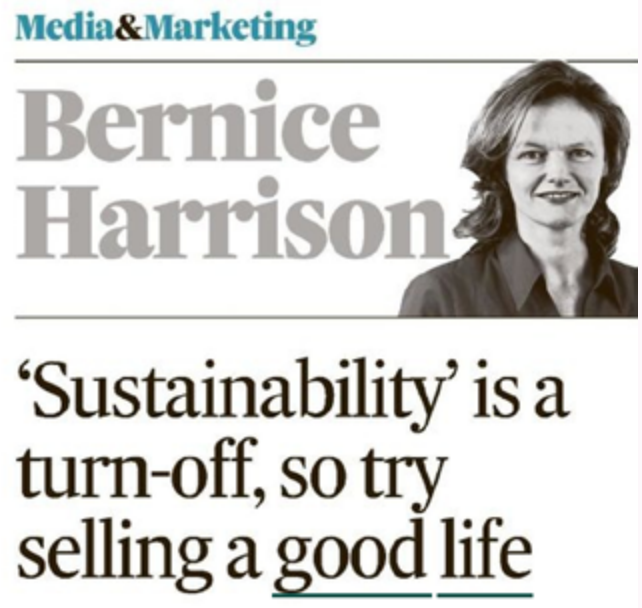 Media&Marketing
Bernice
Harrison
‘Sustainability’ is a
turn-off, so try
selling a good life